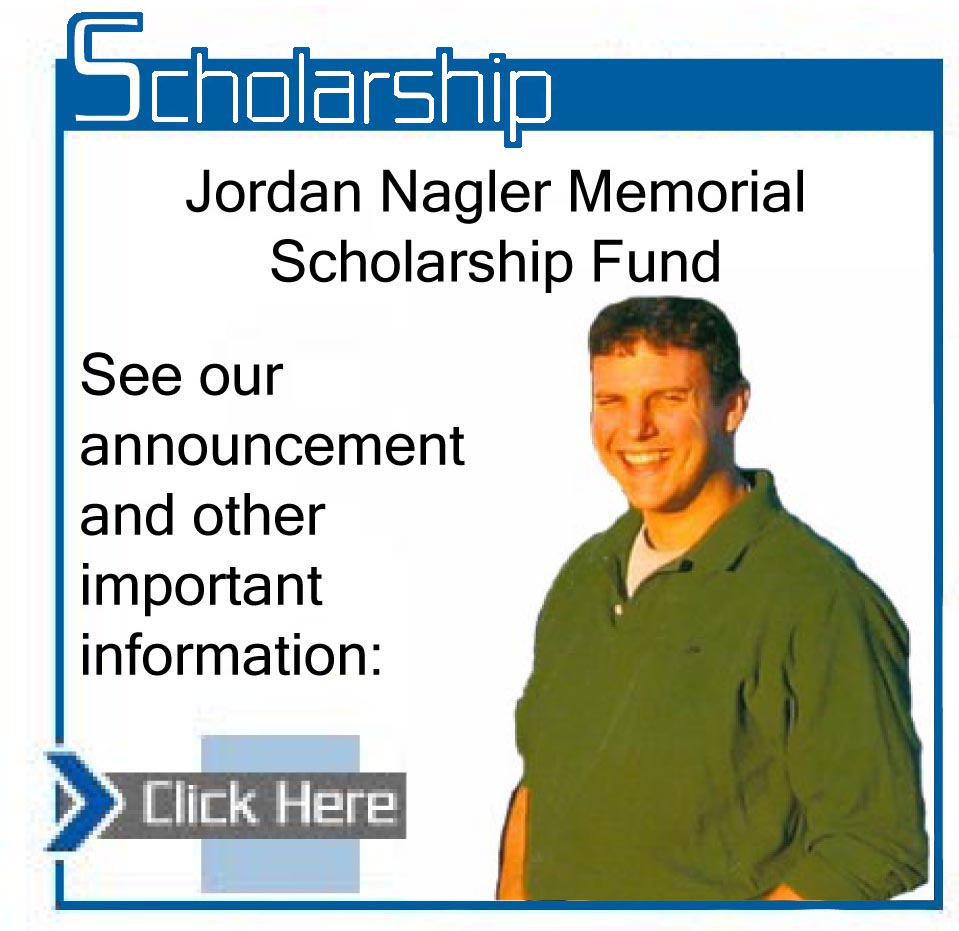 Scholarship
Jordan Nagler Memorial
Scholarship Fund
See our
announcement
and other
important
information:
Click Here